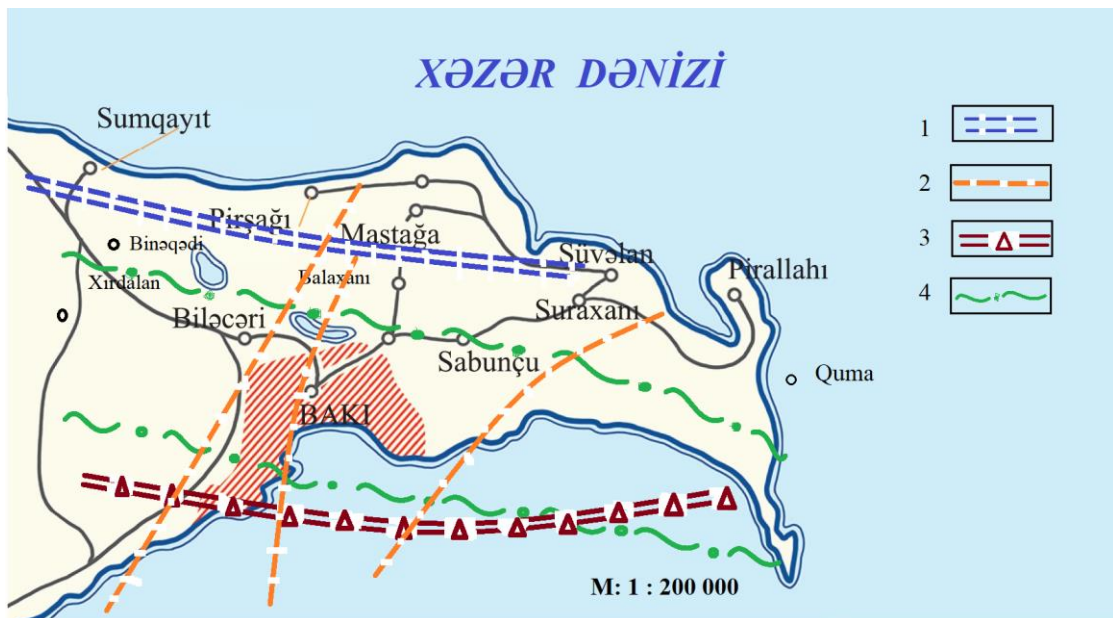 XƏZƏR DƏNİZİ
Sumqayıt
1
2
3
4
Pirşağı
Mastağa
Binəqədi
Süvəlan
Pirallahı
Xırdalan
Balaxanı
Biləcəri
Suraxanı
Sabunçu
Quma
BAKI
M: 1 : 200 000